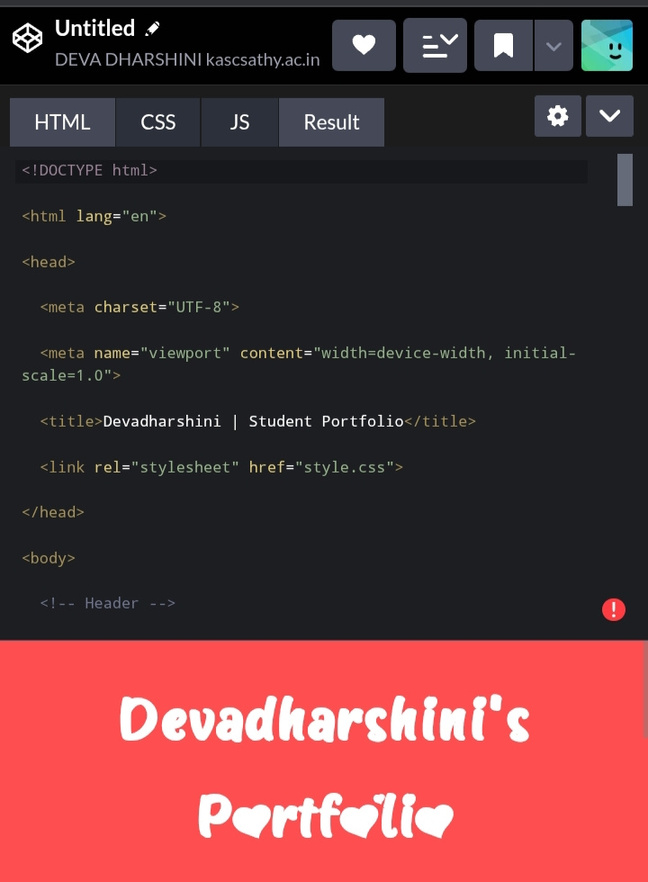 Untitled
DEVA DHARSHINI kascsathy.ac.in
HTML CSS JS Result
<!DOCTYPE html>
<html lang="en">
<head>
<meta charset="UTF-8">
<meta name="viewport" content="width=device-width, initial-
scale=1.0">
<title>Devadharshini | Student Portfolio</title>
<link rel="stylesheet" href="style.css">
</head>
<body>
<!-- Header -->
Devadharshini's
Portfolio